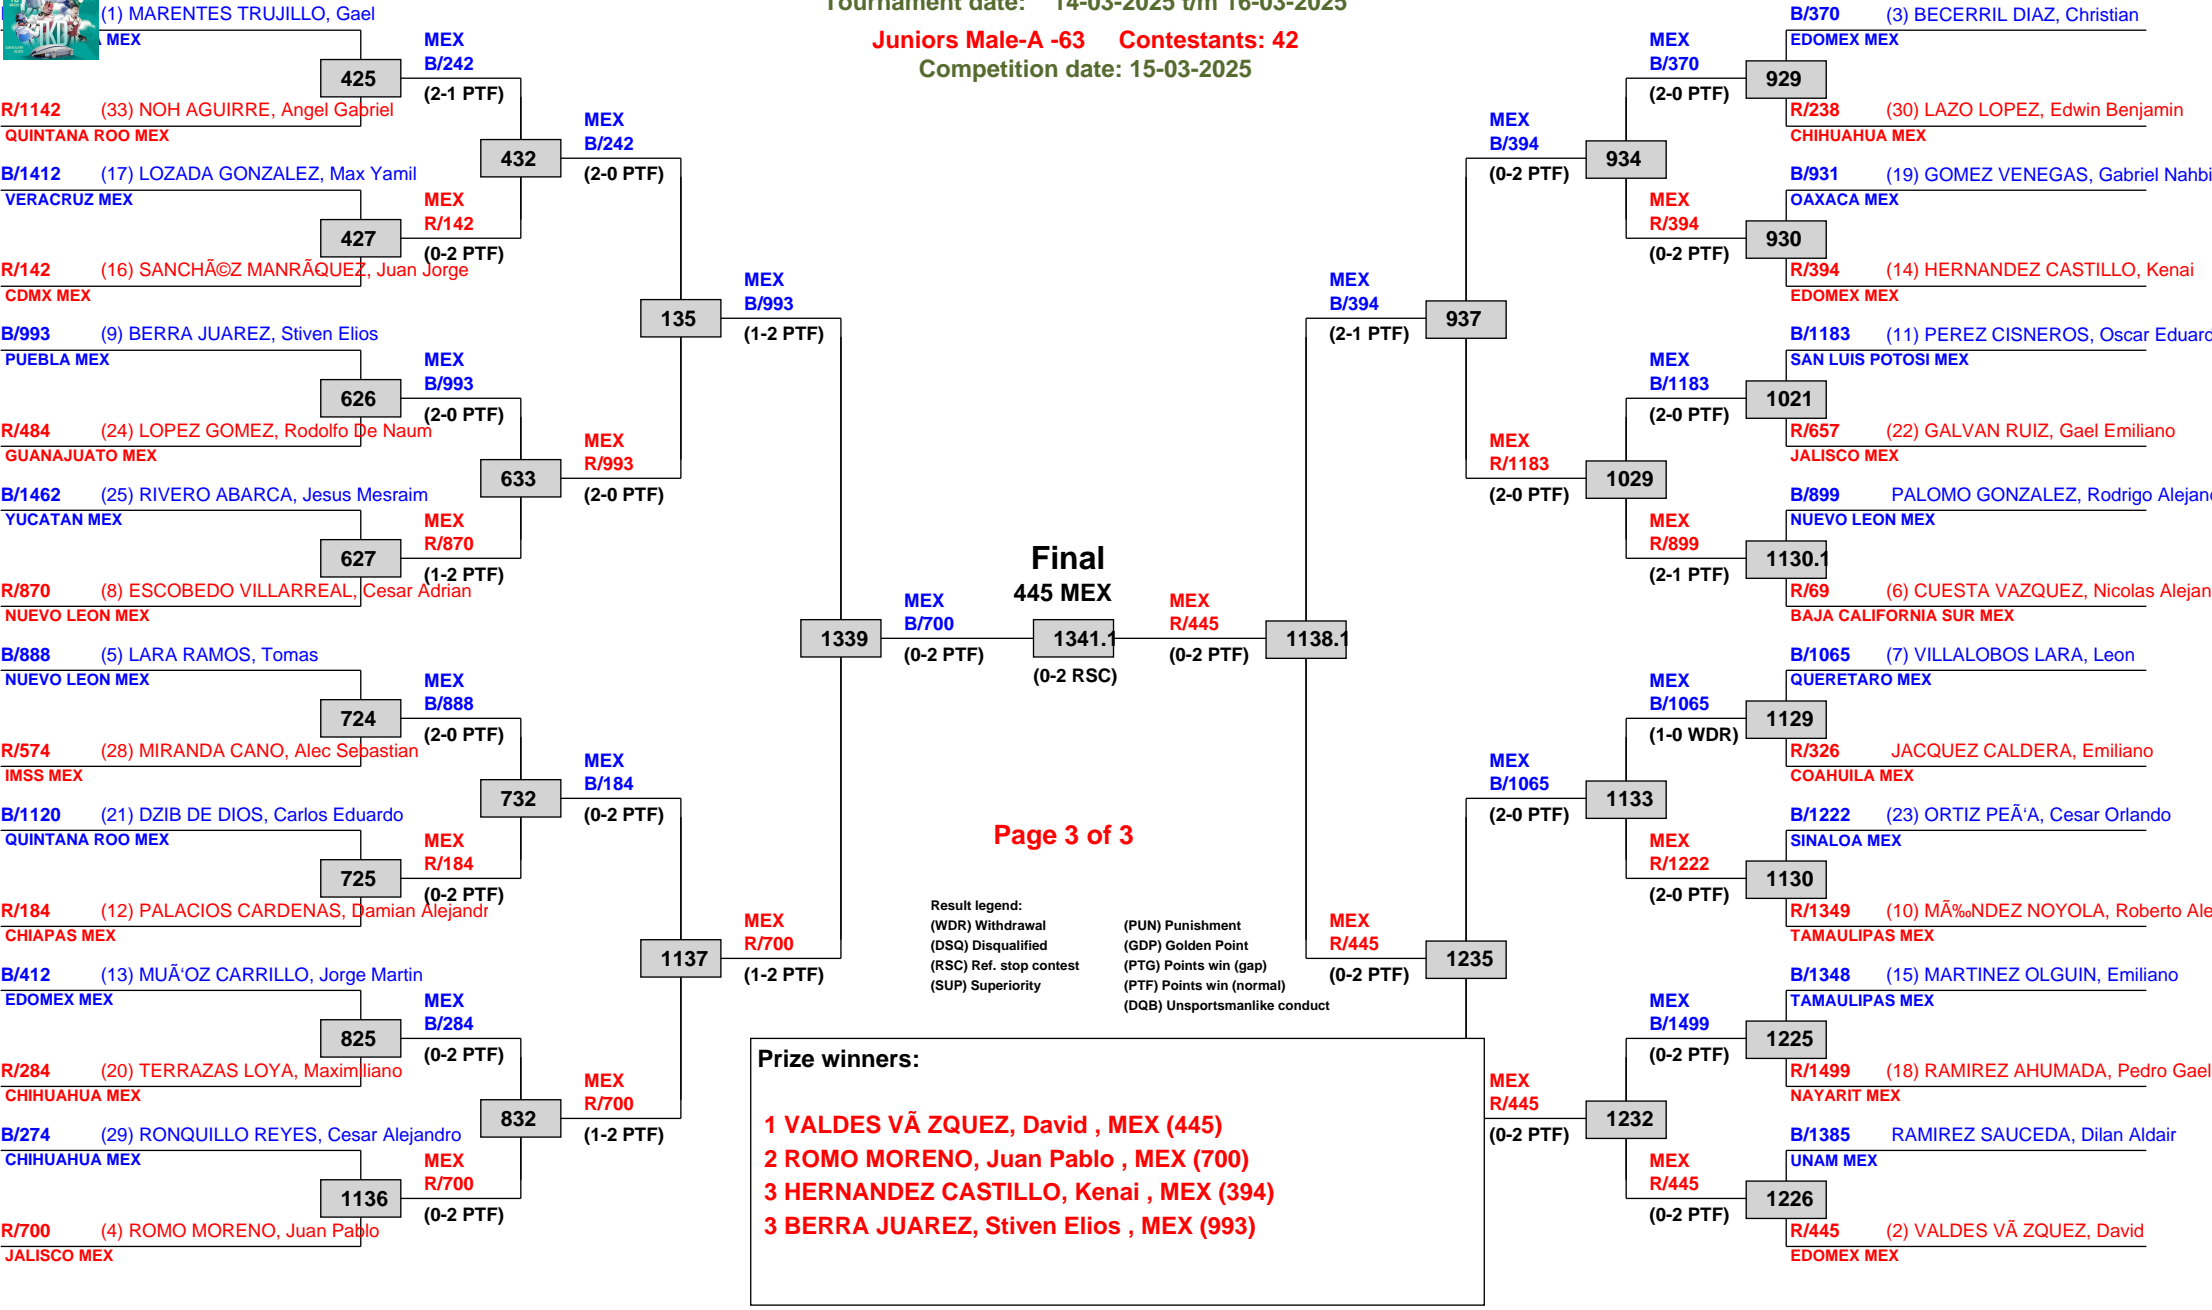 Tournament date: 14-03-2025 t/m 16-03-2025
Juniors Male-A -63 Contestants: 42
Competition date: 15-03-2025
TKD
(1) MARENTES TRUJILLO, Gael
MEX
R/1142 (33) NOH AGUIRRE, Angel Gabriel
QUINTANA ROO MEX
B/1412 (17) LOZADA GONZALEZ, Max Yamil
VERACRUZ MEX
R/142 (16) SANCHÃ©Z MANRÃQUEZ, Juan Jorge
CDMX MEX
B/993 (9) BERRA JUAREZ, Stiven Elios
PUEBLA MEX
R/484 (24) LOPEZ GOMEZ, Rodolfo De Naum
GUANAJUATO MEX
B/1462 (25) RIVERO ABARCA, Jesus Mesraim
YUCATAN MEX
R/870 (8) ESCOBEDO VILLARREAL, Cesar Adrian
NUEVO LEON MEX
B/888 (5) LARA RAMOS, Tomas
NUEVO LEON MEX
R/574 (28) MIRANDA CANO, Alec Sebastian
IMSS MEX
B/1120 (21) DZIB DE DIOS, Carlos Eduardo
QUINTANA ROO MEX
R/184 (12) PALACIOS CARDENAS, Damian Alejandr
CHIAPAS MEX
B/412 (13) MUÃ‘OZ CARRILLO, Jorge Martin
EDOMEX MEX
R/284 (20) TERRAZAS LOYA, Maximiliano
CHIHUAHUA MEX
B/274 (29) RONQUILLO REYES, Cesar Alejandro
CHIHUAHUA MEX
R/700 (4) ROMO MORENO, Juan Pablo
JALISCO MEX
425
427
626
627
724
725
825
1136
MEX
B/242
(2-1 PTF)
MEX
R/142
(0-2 PTF)
MEX
B/993
(2-0 PTF)
MEX
R/870
(1-2 PTF)
MEX
B/888
(2-0 PTF)
MEX
R/184
(0-2 PTF)
MEX
B/284
(0-2 PTF)
MEX
R/700
(0-2 PTF)
432
633
732
832
MEX
B/242
(2-0 PTF)
MEX
R/993
(2-0 PTF)
MEX
B/184
(0-2 PTF)
MEX
R/700
(1-2 PTF)
135
1137
MEX
B/993
(1-2 PTF)
MEX
R/700
(1-2 PTF)
1339
MEX
B/700
(0-2 PTF)
Final
445 MEX
1341.1
(0-2 RSC)
MEX
R/445
(0-2 PTF)
1138.1
MEX
B/394
(2-1 PTF)
MEX
R/445
(0-2 PTF)
937
1235
MEX
B/394
(0-2 PTF)
MEX
R/1183
(2-0 PTF)
MEX
B/1065
(2-0 PTF)
MEX
R/445
(0-2 PTF)
934
1029
1133
1232
MEX
B/370
(2-0 PTF)
MEX
R/394
(0-2 PTF)
MEX
B/1183
(2-0 PTF)
MEX
R/899
(2-1 PTF)
MEX
B/1065
(1-0 WDR)
MEX
R/1222
(2-0 PTF)
MEX
B/1499
(0-2 PTF)
MEX
R/445
(0-2 PTF)
929
930
1021
1130.1
1129
1130
1225
1226
B/370 (3) BECERRIL DIAZ, Christian
EDOMEX MEX
R/238 (30) LAZO LOPEZ, Edwin Benjamin
CHIHUAHUA MEX
B/931 (19) GOMEZ VENEGAS, Gabriel Nahbi
OAXACA MEX
R/394 (14) HERNANDEZ CASTILLO, Kenai
EDOMEX MEX
B/1183 (11) PEREZ CISNEROS, Oscar Eduard
SAN LUIS POTOSI MEX
R/657 (22) GALVAN RUIZ, Gael Emiliano
JALISCO MEX
B/899 PALOMO GONZALEZ, Rodrigo Alejan
NUEVO LEON MEX
R/69 (6) CUESTA VAZQUEZ, Nicolas Alejan
BAJA CALIFORNIA SUR MEX
B/1065 (7) VILLALOBOS LARA, Leon
QUERETARO MEX
R/326 JACQUEZ CALDERA, Emiliano
COAHUILA MEX
B/1222 (23) ORTIZ PEÃ‘A, Cesar Orlando
SINALOA MEX
R/1349 (10) MÃ‰NDEZ NOYOLA, Roberto Ale
TAMAULIPAS MEX
B/1348 (15) MARTINEZ OLGUIN, Emiliano
TAMAULIPAS MEX
R/1499 (18) RAMIREZ AHUMADA, Pedro Gael
NAYARIT MEX
B/1385 RAMIREZ SAUCEDA, Dilan Aldair
UNAM MEX
R/445 (2) VALDES VÃ ZQUEZ, David
EDOMEX MEX
Page 3 of 3
Result legend:
(WDR) Withdrawal (PUN) Punishment
(DSQ) Disqualified (GDP) Golden Point
(RSC) Ref. stop contest (PTG) Points win (gap)
(SUP) Superiority (PTF) Points win (normal)
(DQB) Unsportsmanlike conduct
Prize winners:
1 VALDES VÃ ZQUEZ, David , MEX (445)
2 ROMO MORENO, Juan Pablo , MEX (700)
3 HERNANDEZ CASTILLO, Kenai , MEX (394)
3 BERRA JUAREZ, Stiven Elios , MEX (993)